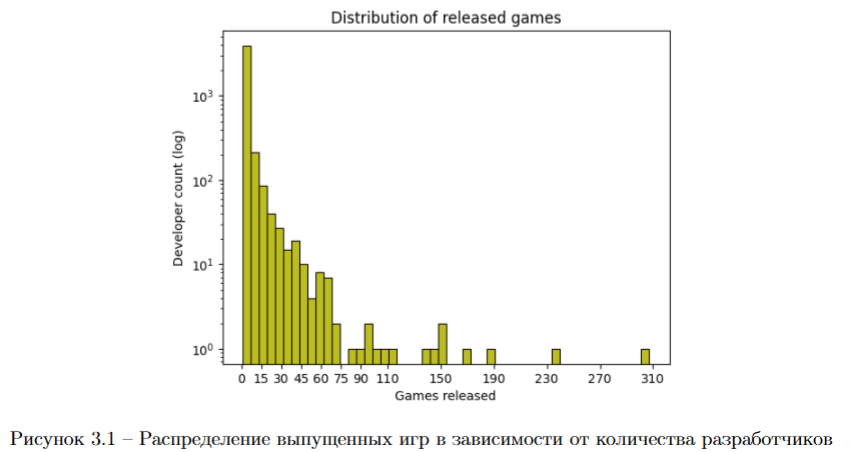 Distribution of released games
10³
10²
10¹
10⁰
Developer count (log)
0 15 30 45 60 75 90 110 150 190 230 270 310
Games released
Рисунок 3.1 – Распределение выпущенных игр в зависимости от количества разработчиков